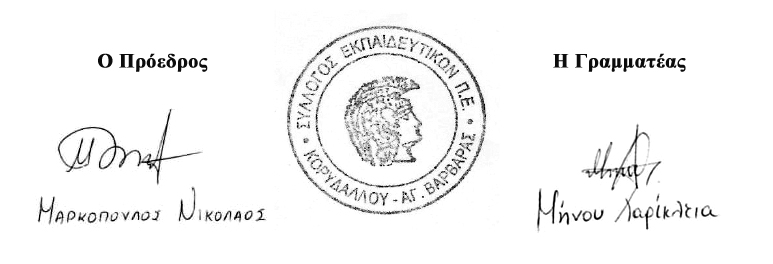 Ο Πρόεδρος
ΣΥΛΛΟΓΟΣ ΕΚΠΑΙΔΕΥΤΙΚΩΝ Π.Ε.
ΚΟΡΥΔΑΛΛΟΥ - ΑΓ. ΒΑΡΒΑΡΑΣ
Η Γραμματέας
ΜΑΡΚΟΠΟΥΛΟΣ ΝΙΚΟΛΑΟΣ
Μήνου Χαρίκλεια